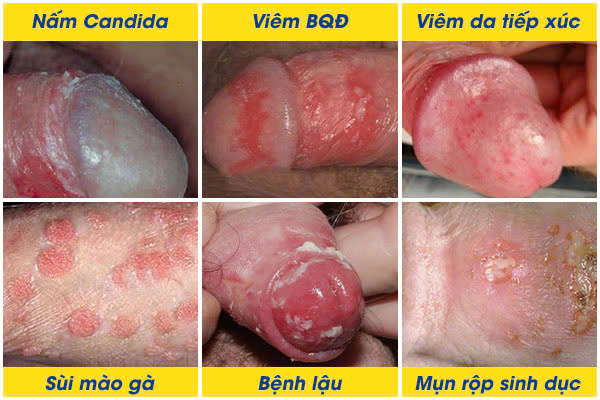 Nấm Candida
Viêm BQĐ
Viêm da tiếp xúc
Sùi mào gà
Bệnh lậu
Mụn rộp sinh dục